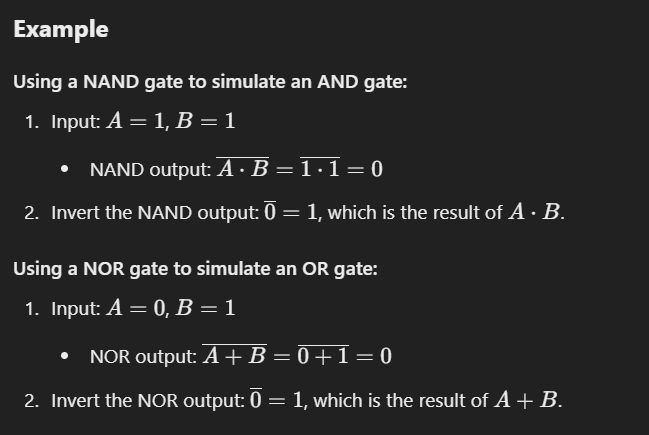 Example
Using a NAND gate to simulate an AND gate:
1. Input: A = 1, B = 1
• NAND output: $\overline{A \cdot B} = \overline{1 \cdot 1} = 0$
2. Invert the NAND output: $\overline{0} = 1$, which is the result of A · B.
Using a NOR gate to simulate an OR gate:
1. Input: A = 0, B = 1
• NOR output: $\overline{A + B} = \overline{0 + 1} = 0$
2. Invert the NOR output: $\overline{0} = 1$, which is the result of A + B.